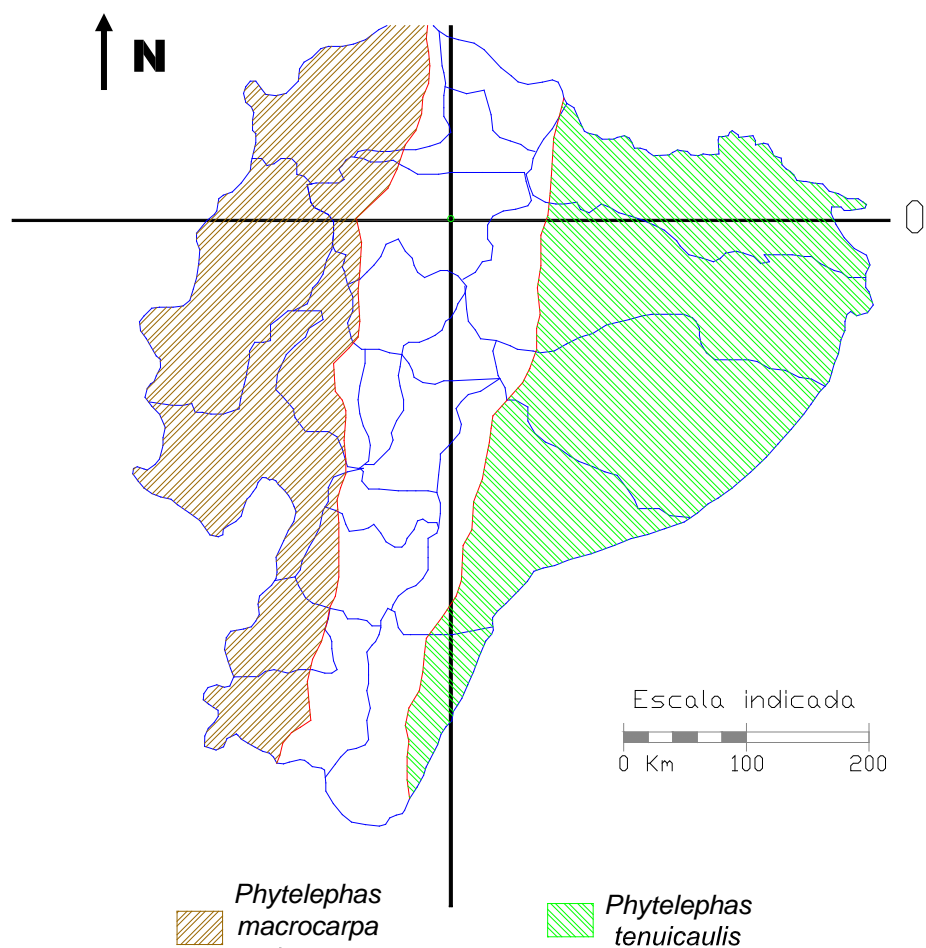 N
0
Escala indicada
0 Km 100 200
Phytelephas
macrocarpa
Phytelephas
tenuicaulis